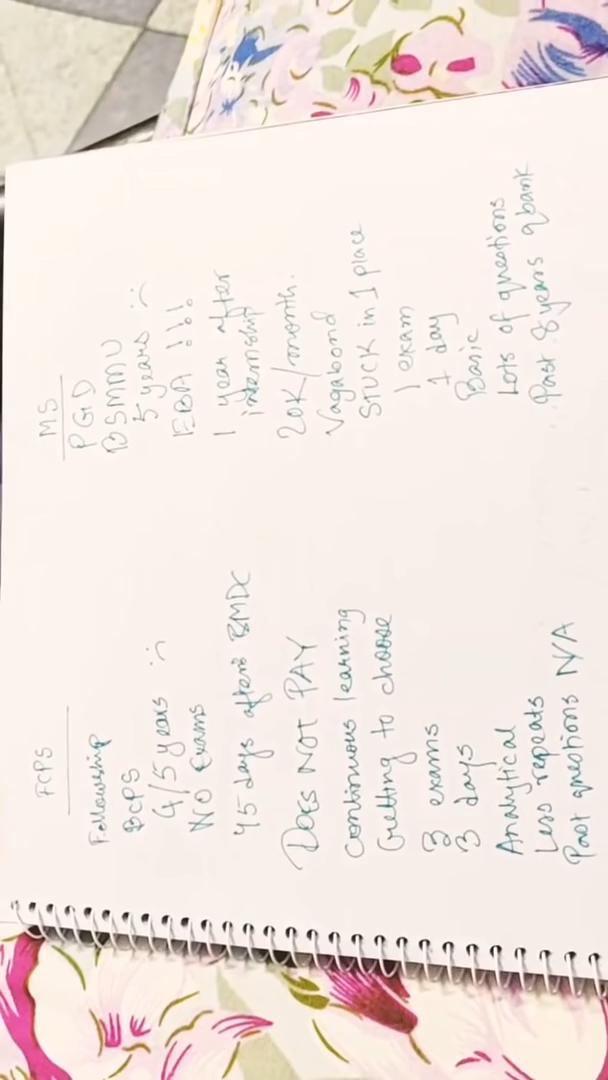 FCPS
Fellowship
BCPS
4/5 years :(
NO Exams
45 days after BMDC
DOES NOT PAY
Continuous learning
Getting to choose
3 exams
3 days
Analytical
Less repeats
Past questions N/A
MS
PGD
BSMMU
5 years :(
EBA !!!
1 year after
internship
20K/month.
Vagabond
STUCK in 1 place
1 exam
1 day
Basic
Lots of questions
Past 8 years qbank